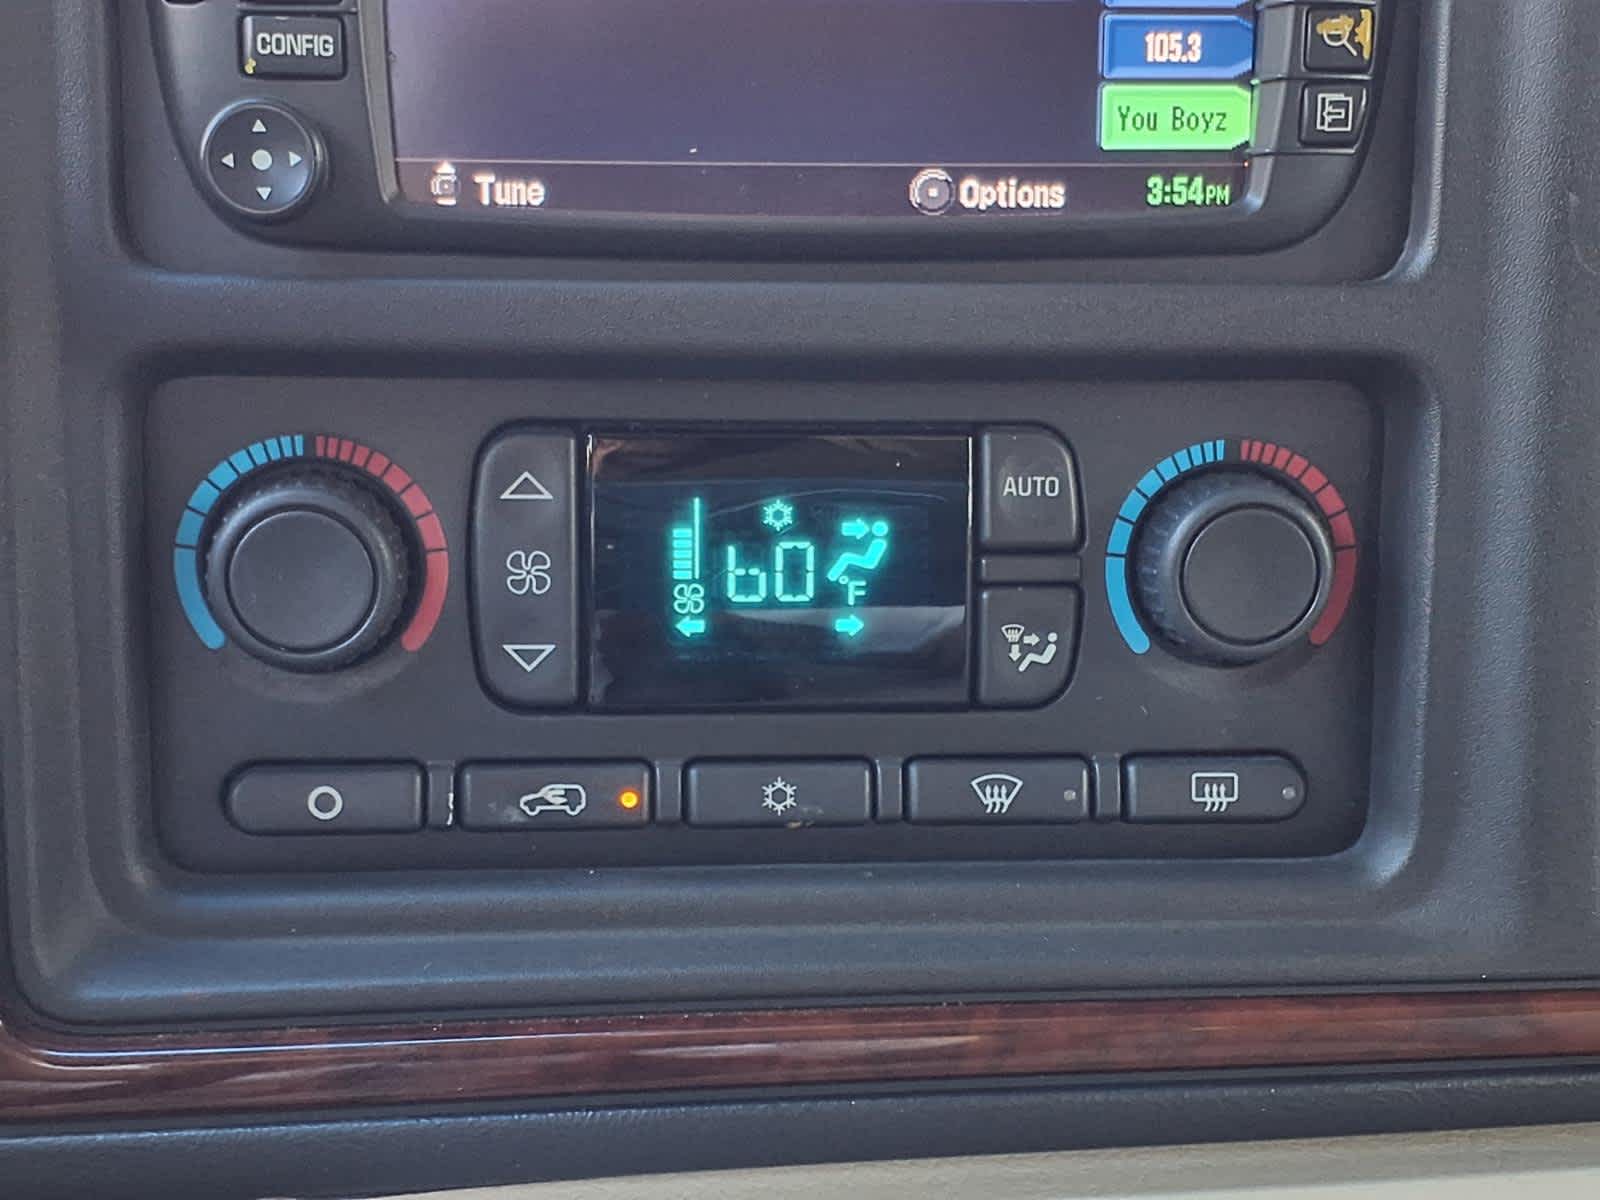 CONFIG
105.3
You Boyz
Tune
Options
3:54PM
AUTO
60
°F